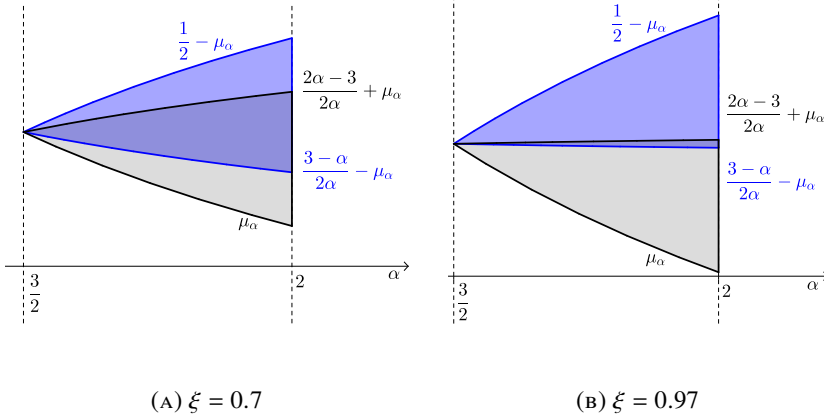 1/2 − μ_α
(2α − 3)/(2α) + μ_α
(3 − α)/(2α) − μ_α
μ_α
α
3/2
2
(A) ξ = 0.7
1/2 − μ_α
(2α − 3)/(2α) + μ_α
(3 − α)/(2α) − μ_α
μ_α
α
3/2
2
(B) ξ = 0.97